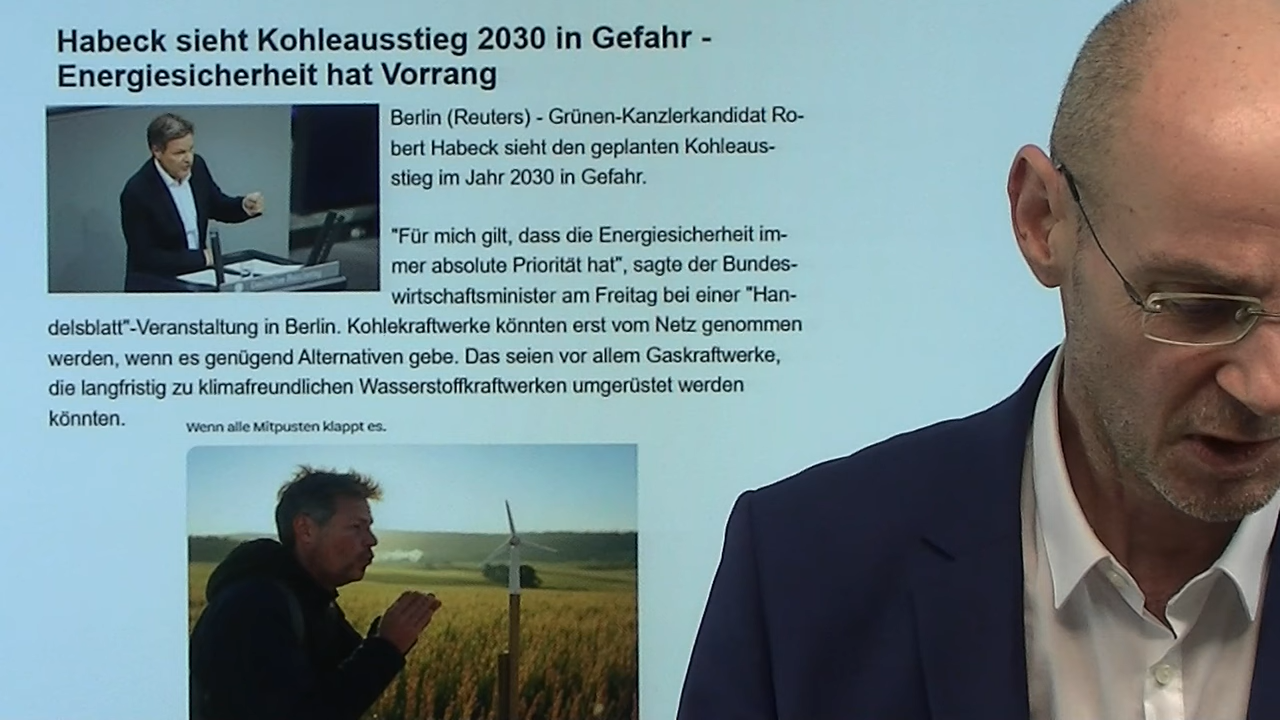 Habeck sieht Kohleausstieg 2030 in Gefahr -
Energiesicherheit hat Vorrang
Berlin (Reuters) - Grünen-Kanzlerkandidat Ro-
bert Habeck sieht den geplanten Kohleaus-
stieg im Jahr 2030 in Gefahr.
"Für mich gilt, dass die Energiesicherheit im-
mer absolute Priorität hat", sagte der Bundes-
wirtschaftsminister am Freitag bei einer "Han-
delsblatt"-Veranstaltung in Berlin. Kohlekraftwerke könnten erst vom Netz genommen
werden, wenn es genügend Alternativen gebe. Das seien vor allem Gaskraftwerke,
die langfristig zu klimafreundlichen Wasserstoffkraftwerken umgerüstet werden
könnten.
Wenn alle Mitpusten klappt es.